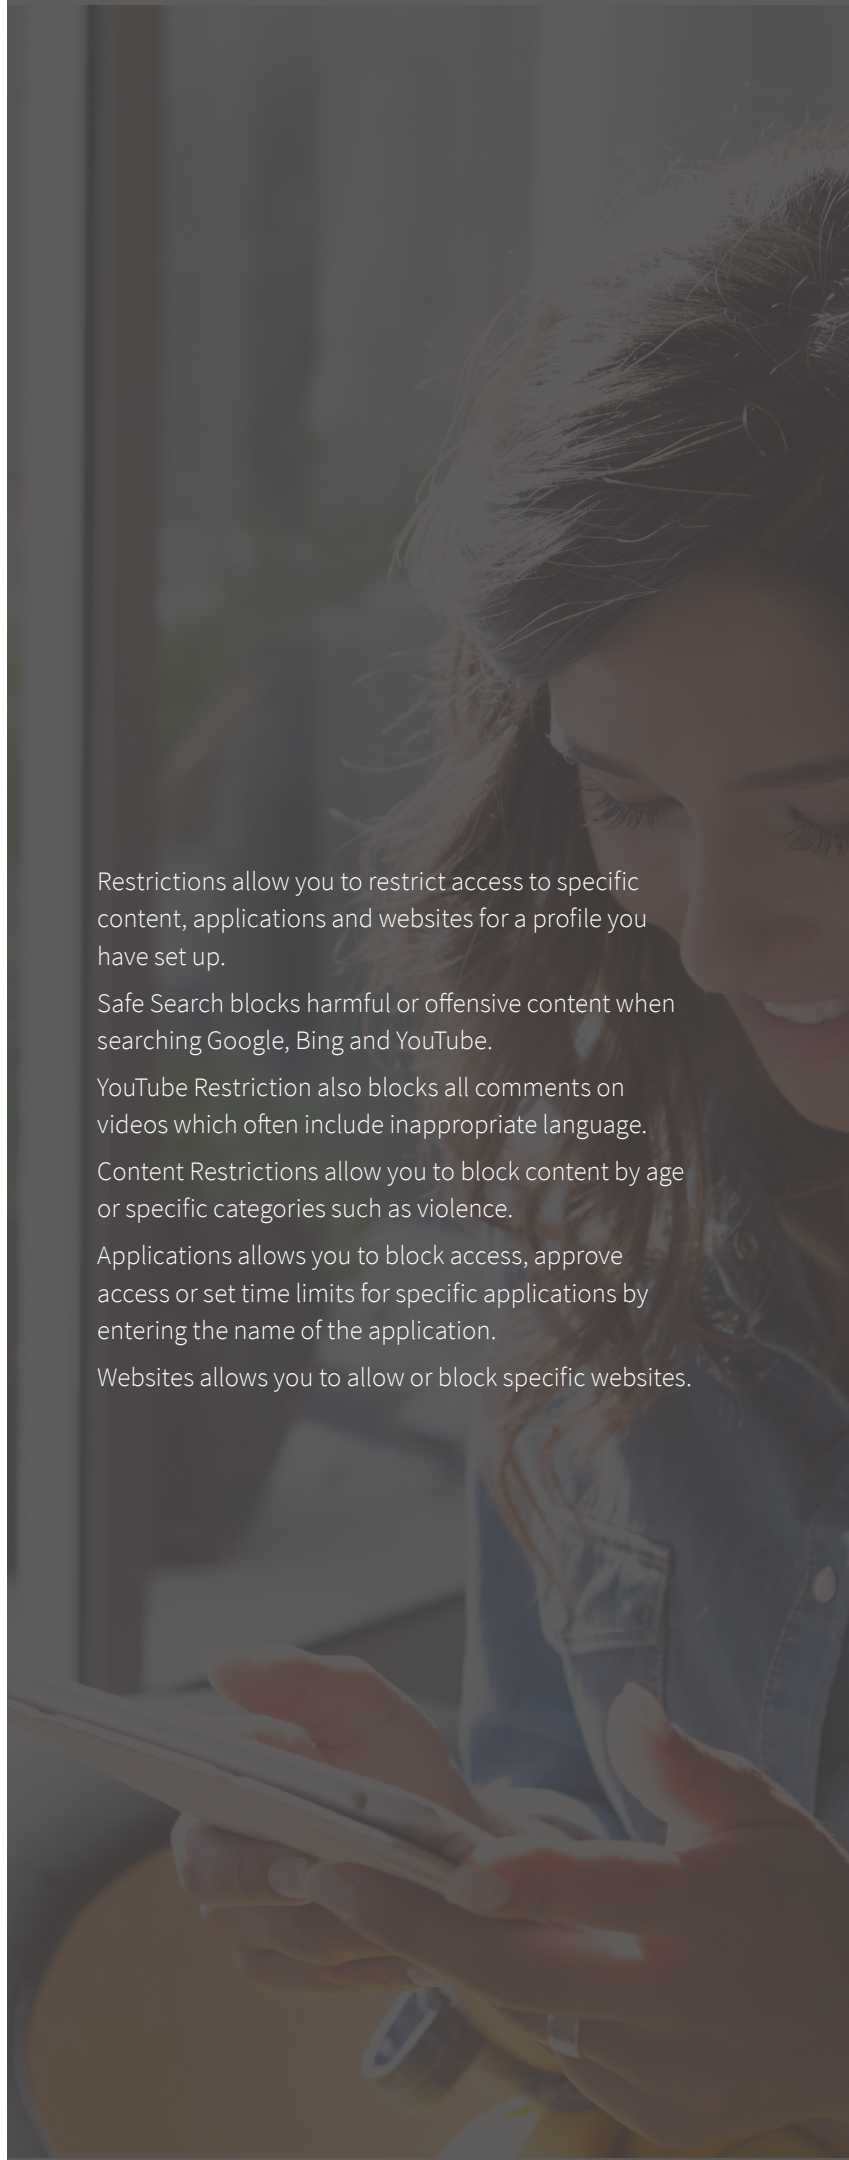 Restrictions allow you to restrict access to specific
content, applications and websites for a profile you
have set up.
Safe Search blocks harmful or offensive content when
searching Google, Bing and YouTube.
YouTube Restriction also blocks all comments on
videos which often include inappropriate language.
Content Restrictions allow you to block content by age
or specific categories such as violence.
Applications allows you to block access, approve
access or set time limits for specific applications by
entering the name of the application.
Websites allows you to allow or block specific websites.